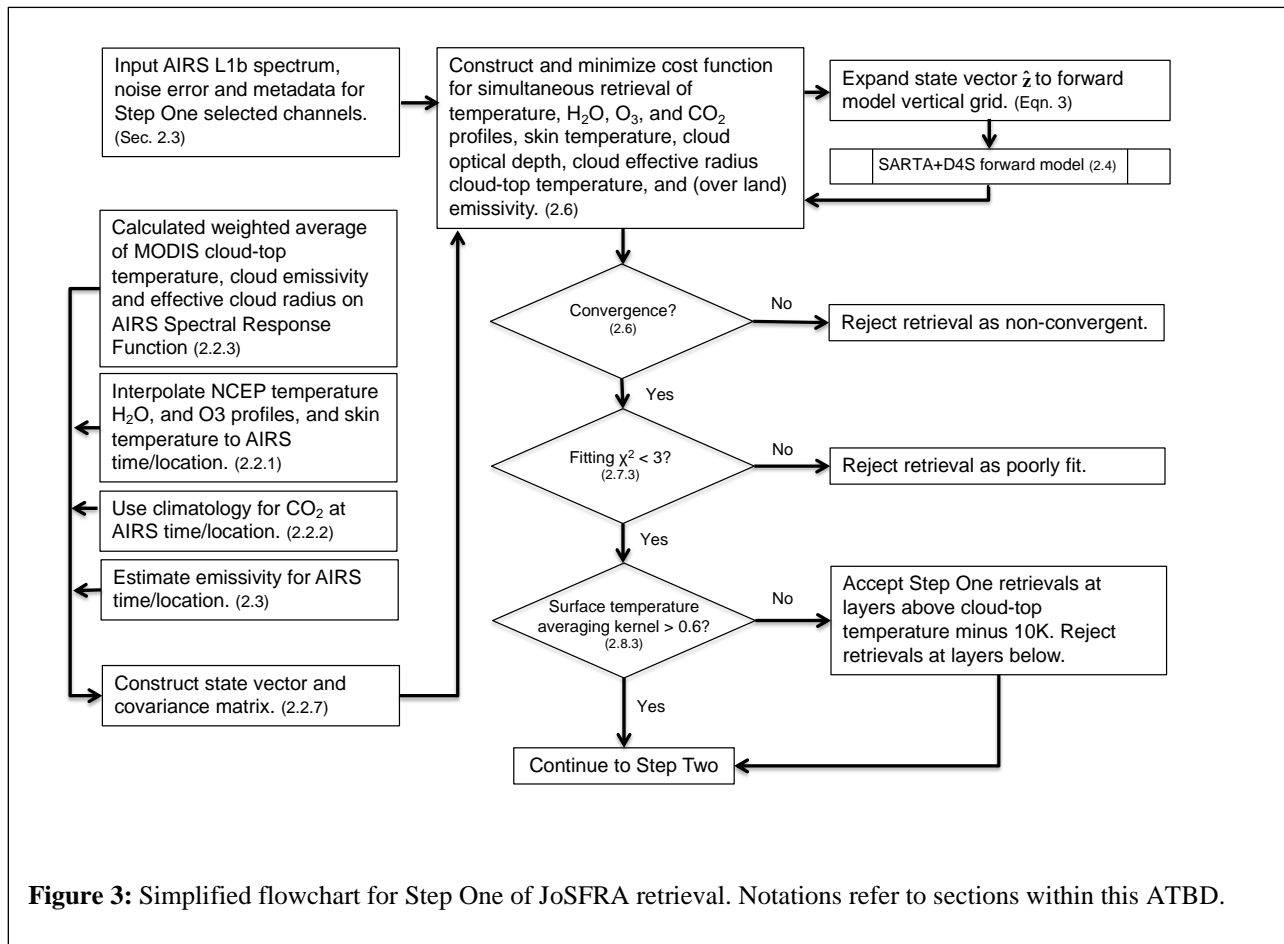 Input AIRS L1b spectrum,
noise error and metadata for
Step One selected channels.
(Sec. 2.3)
Construct and minimize cost function
for simultaneous retrieval of
temperature, H₂O, O₃, and CO₂
profiles, skin temperature, cloud
optical depth, cloud effective radius
cloud-top temperature, and (over land)
emissivity. (2.6)
Expand state vector ẑ to forward
model vertical grid. (Eqn. 3)
SARTA+D4S forward model (2.4)
Calculated weighted average
of MODIS cloud-top
temperature, cloud emissivity
and effective cloud radius on
AIRS Spectral Response
Function (2.2.3)
Interpolate NCEP temperature
H₂O, and O3 profiles, and skin
temperature to AIRS
time/location. (2.2.1)
Use climatology for CO₂ at
AIRS time/location. (2.2.2)
Estimate emissivity for AIRS
time/location. (2.3)
Construct state vector and
covariance matrix. (2.2.7)
Convergence?
(2.6)
No
Reject retrieval as non-convergent.
Yes
Fitting χ² < 3?
(2.7.3)
No
Reject retrieval as poorly fit.
Yes
Surface temperature
averaging kernel > 0.6?
(2.8.3)
No
Accept Step One retrievals at
layers above cloud-top
temperature minus 10K. Reject
retrievals at layers below.
Yes
Continue to Step Two
Figure 3: Simplified flowchart for Step One of JoSFRA retrieval. Notations refer to sections within this ATBD.